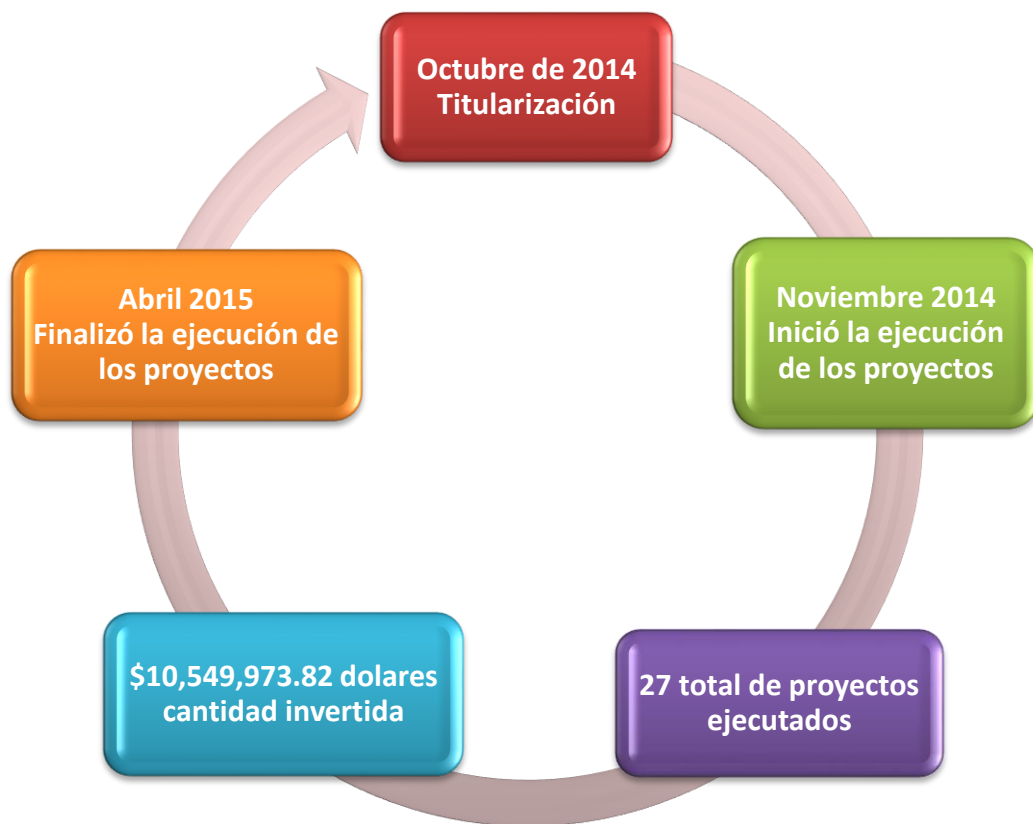 Octubre de 2014
Titularización
Noviembre 2014
Inició la ejecución
de los proyectos
27 total de proyectos
ejecutados
$10,549,973.82 dolares
cantidad invertida
Abril 2015
Finalizó la ejecución de
los proyectos